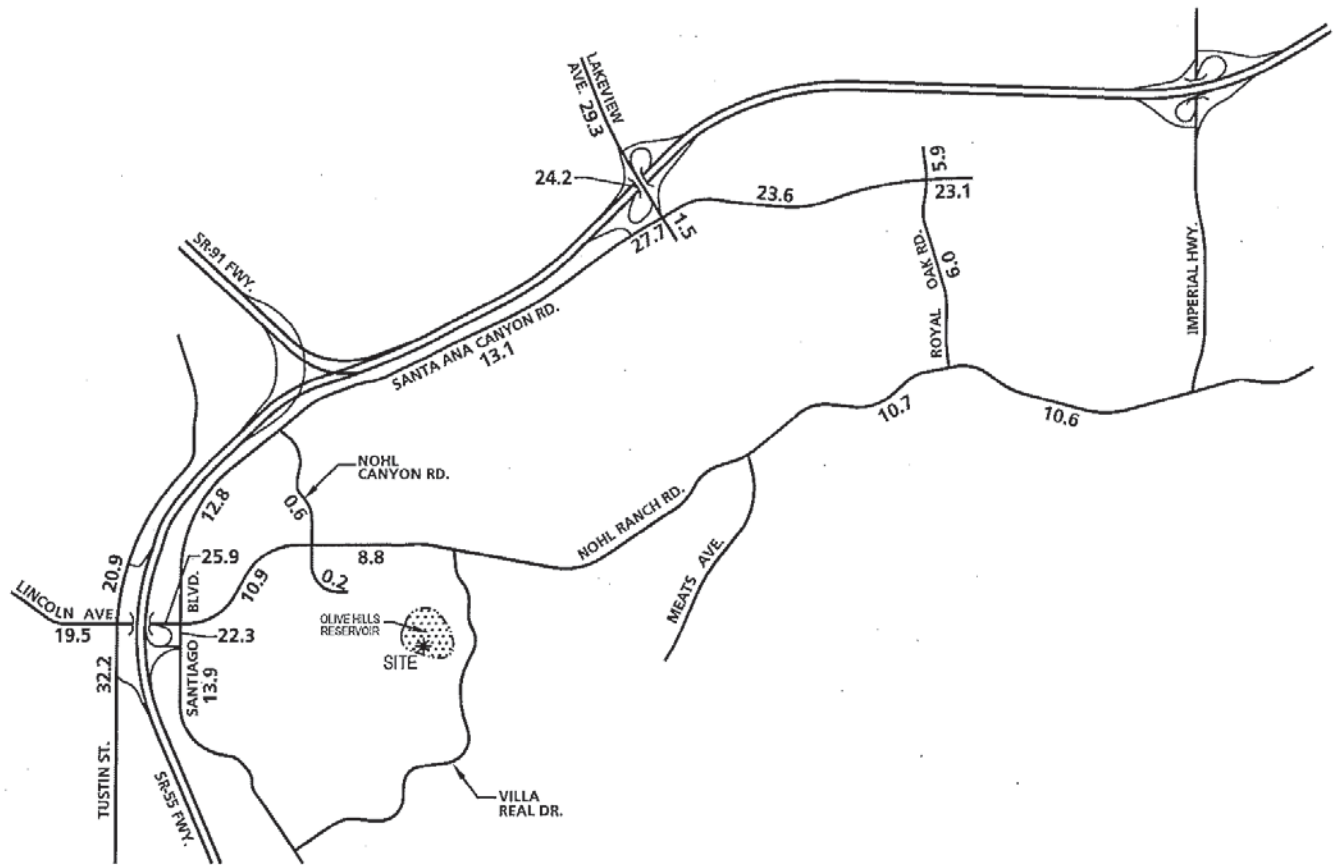 LAKEVIEW
AVE. 29.3
24.2
1.5
27.7
23.6
5.9
23.1
ROYAL OAK RD.
6.0
IMPERIAL HWY.
SR-91 FWY.
SANTA ANA CANYON RD.
13.1
10.7
10.6
NOHL
CANYON RD.
0.6
12.8
NOHL RANCH RD.
MEATS AVE.
20.9
25.9
10.9
8.8
0.2
LINCOLN AVE.
19.5
SANTIAGO BLVD.
22.3
13.9
OLIVE HILLS
RESERVOIR
SITE
32.2
TUSTIN ST.
SR-55 FWY.
VILLA
REAL DR.